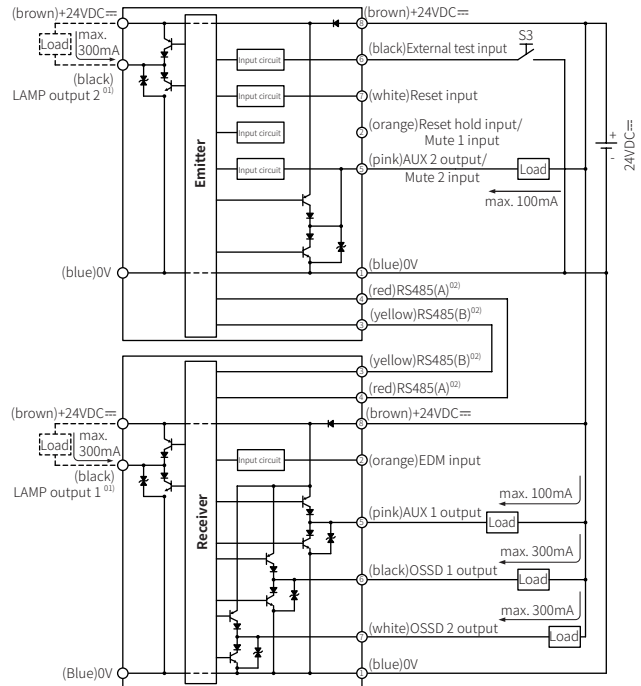 (brown)+24VDC⎓
(brown)+24VDC⎓
Load
max.
300mA
(black)
LAMP output 2 01)
Emitter
Input circuit
Input circuit
Input circuit
Input circuit
8
6
7
2
5
1
4
3
(black)External test input
S3
(white)Reset input
(orange)Reset hold input/
Mute 1 input
(pink)AUX 2 output/
Mute 2 input
Load
max. 100mA
+
-
24VDC⎓
(blue)0V
(blue)0V
(red)RS485(A)02)
(yellow)RS485(B)02)
(yellow)RS485(B)02)
(red)RS485(A)02)
(brown)+24VDC⎓
(brown)+24VDC⎓
Load
max.
300mA
(black)
LAMP output 1 01)
Receiver
Input circuit
3
4
8
2
5
6
7
1
(orange)EDM input
max. 100mA
(pink)AUX 1 output
Load
max. 300mA
(black)OSSD 1 output
Load
max. 300mA
(white)OSSD 2 output
Load
(Blue)0V
(blue)0V